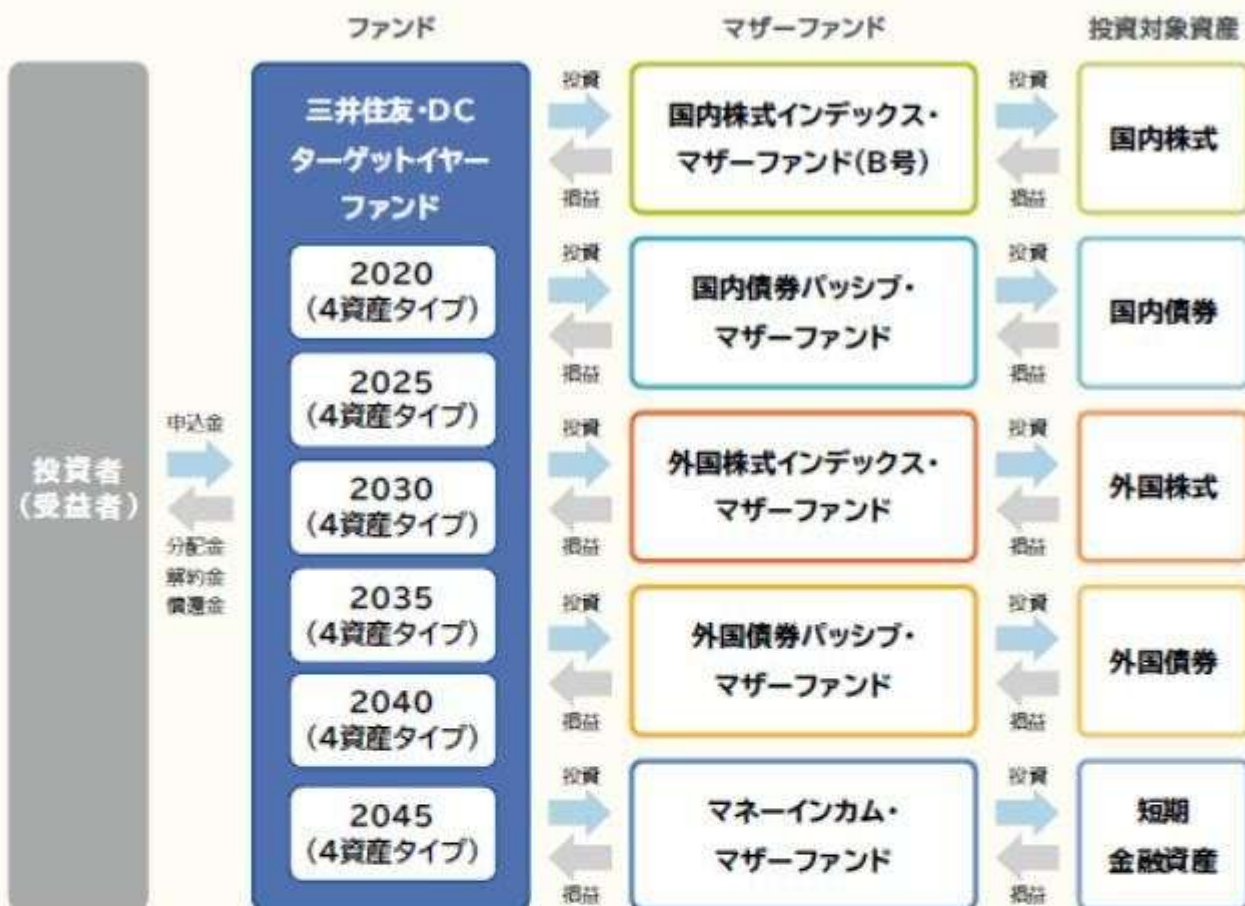 ファンド
マザーファンド
投資対象資産
投資者
(受益者)
申込金
分配金
解約金
償還金
三井住友・DC
ターゲットイヤー
ファンド
2020
(4資産タイプ)
2025
(4資産タイプ)
2030
(4資産タイプ)
2035
(4資産タイプ)
2040
(4資産タイプ)
2045
(4資産タイプ)
投資
損益
国内株式インデックス・
マザーファンド(B号)
投資
損益
国内株式
投資
損益
国内債券パッシブ・
マザーファンド
投資
損益
国内債券
投資
損益
外国株式インデックス・
マザーファンド
投資
損益
外国株式
投資
損益
外国債券パッシブ・
マザーファンド
投資
損益
外国債券
投資
損益
マネーインカム・
マザーファンド
投資
損益
短期
金融資産